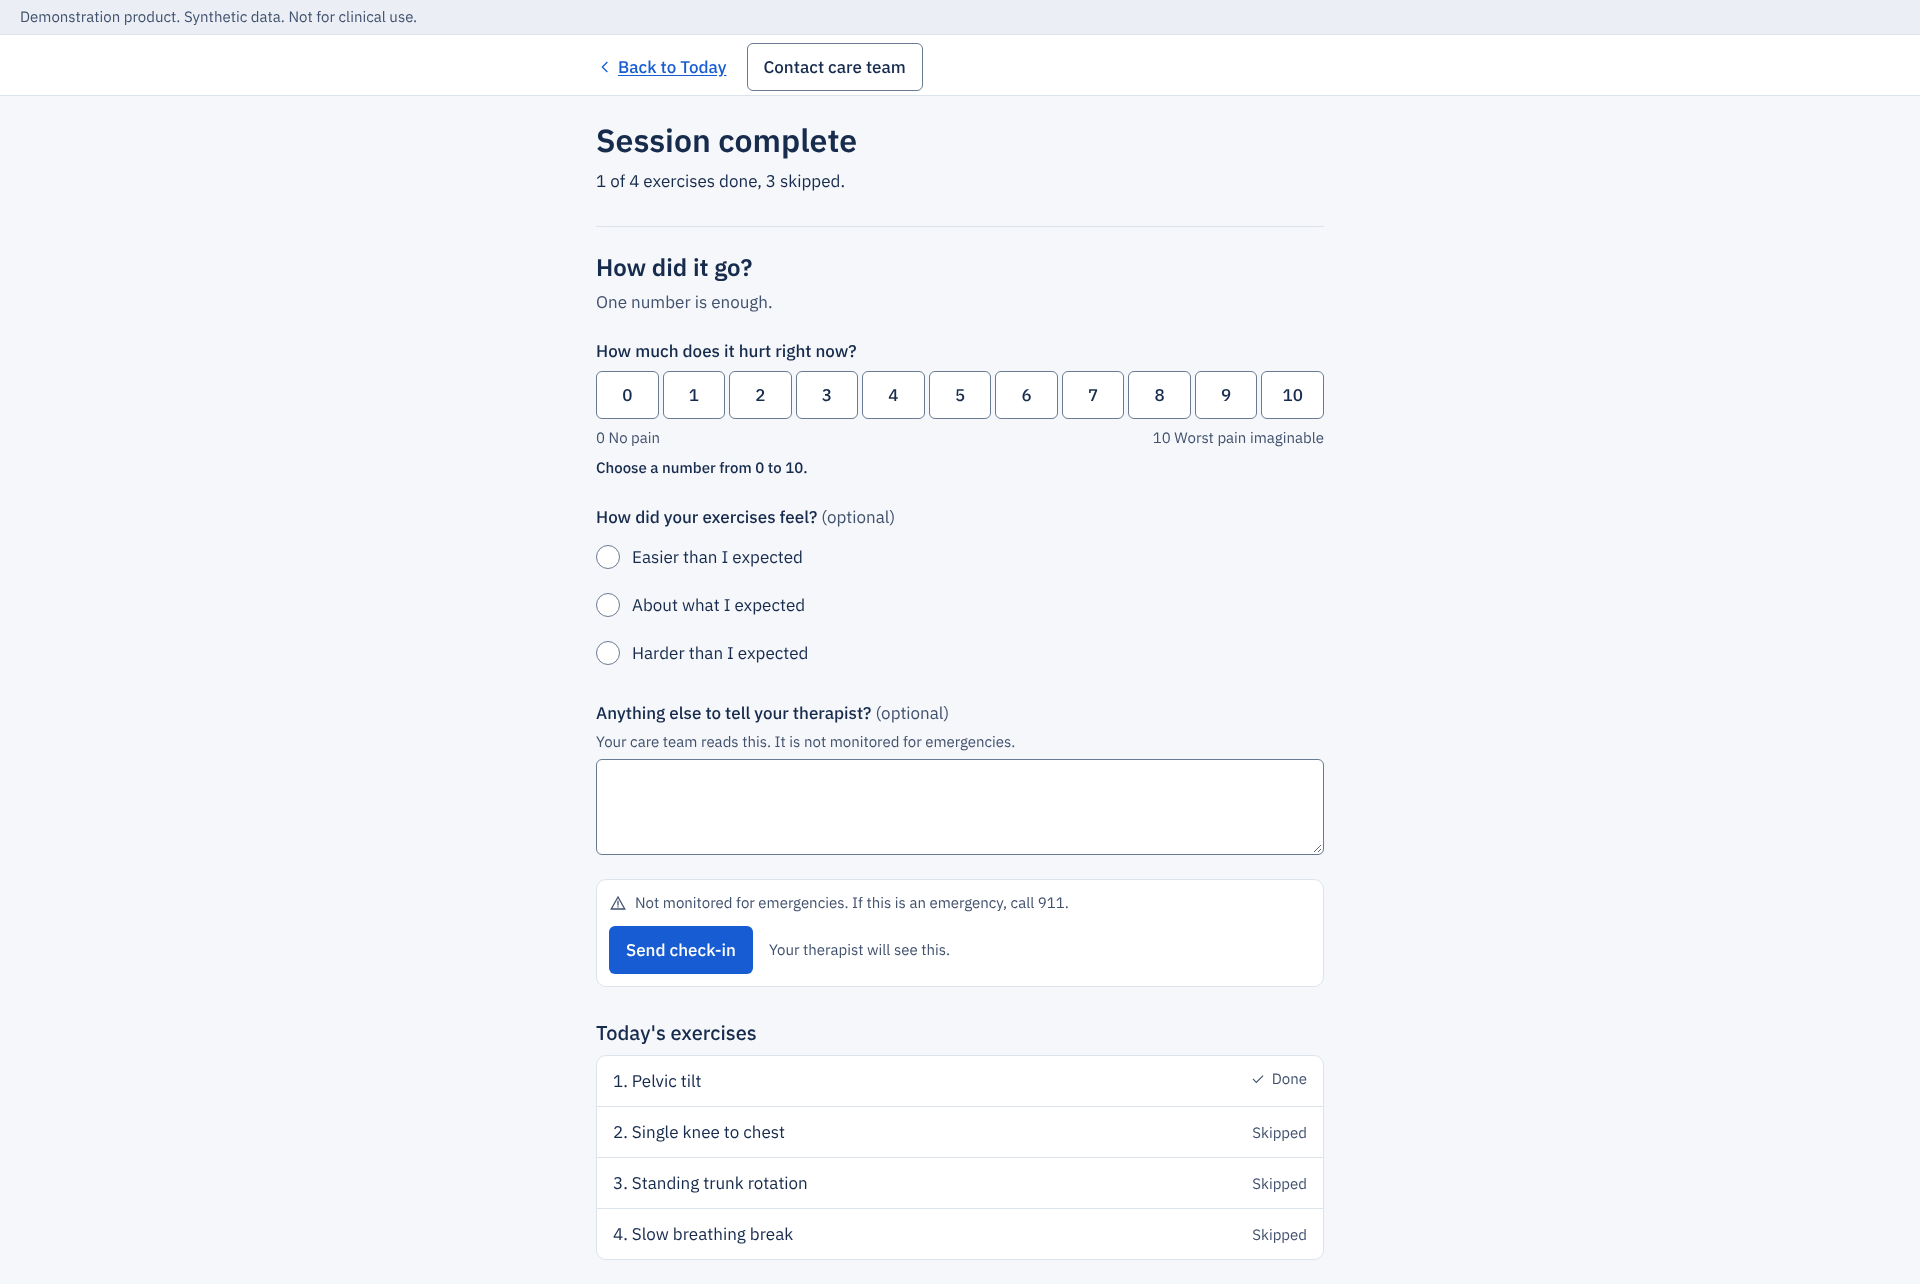 Demonstration product. Synthetic data. Not for clinical use.
Back to Today
Contact care team
Session complete
1 of 4 exercises done, 3 skipped.
How did it go?
One number is enough.
How much does it hurt right now?
0 1 2 3 4 5 6 7 8 9 10
0 No pain 10 Worst pain imaginable
Choose a number from 0 to 10.
How did your exercises feel? (optional)
Easier than I expected
About what I expected
Harder than I expected
Anything else to tell your therapist? (optional)
Your care team reads this. It is not monitored for emergencies.
Not monitored for emergencies. If this is an emergency, call 911.
Send check-in Your therapist will see this.
Today's exercises
1. Pelvic tilt Done
2. Single knee to chest Skipped
3. Standing trunk rotation Skipped
4. Slow breathing break Skipped